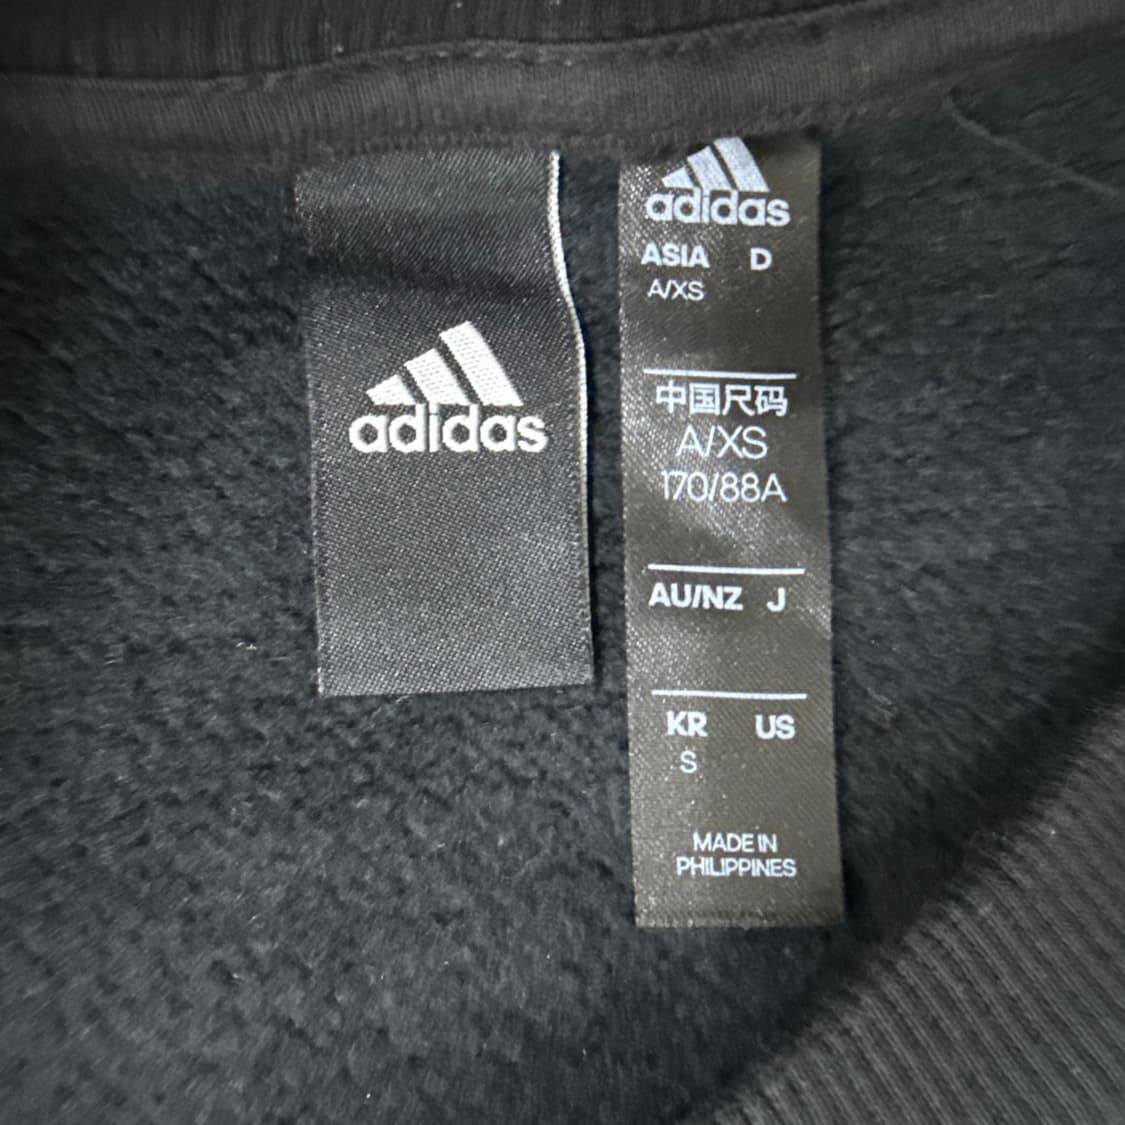 adidas
adidas
ASIA D
A/XS
中国尺码
A/XS
170/88A
AU/NZ J
KR US
S
MADE IN
PHILIPPINES